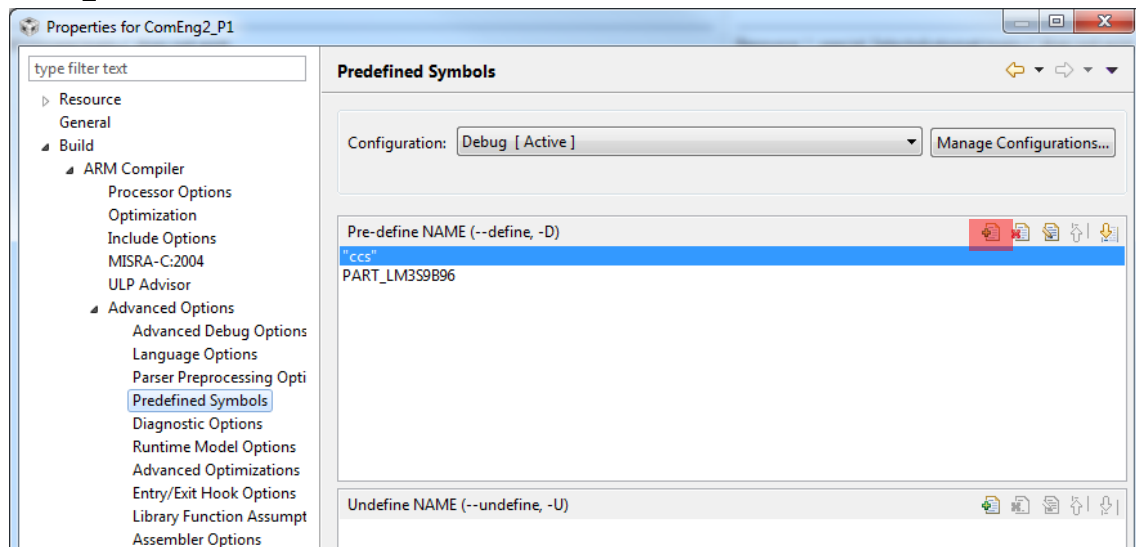 Properties for ComEng2_P1
type filter text
Resource
General
Build
ARM Compiler
Processor Options
Optimization
Include Options
MISRA-C:2004
ULP Advisor
Advanced Options
Advanced Debug Options
Language Options
Parser Preprocessing Opti
Predefined Symbols
Diagnostic Options
Runtime Model Options
Advanced Optimizations
Entry/Exit Hook Options
Library Function Assumpt
Assembler Options
Predefined Symbols
Configuration: Debug [ Active ] Manage Configurations...
Pre-define NAME (--define, -D)
"ccs"
PART_LM3S9B96
Undefine NAME (--undefine, -U)